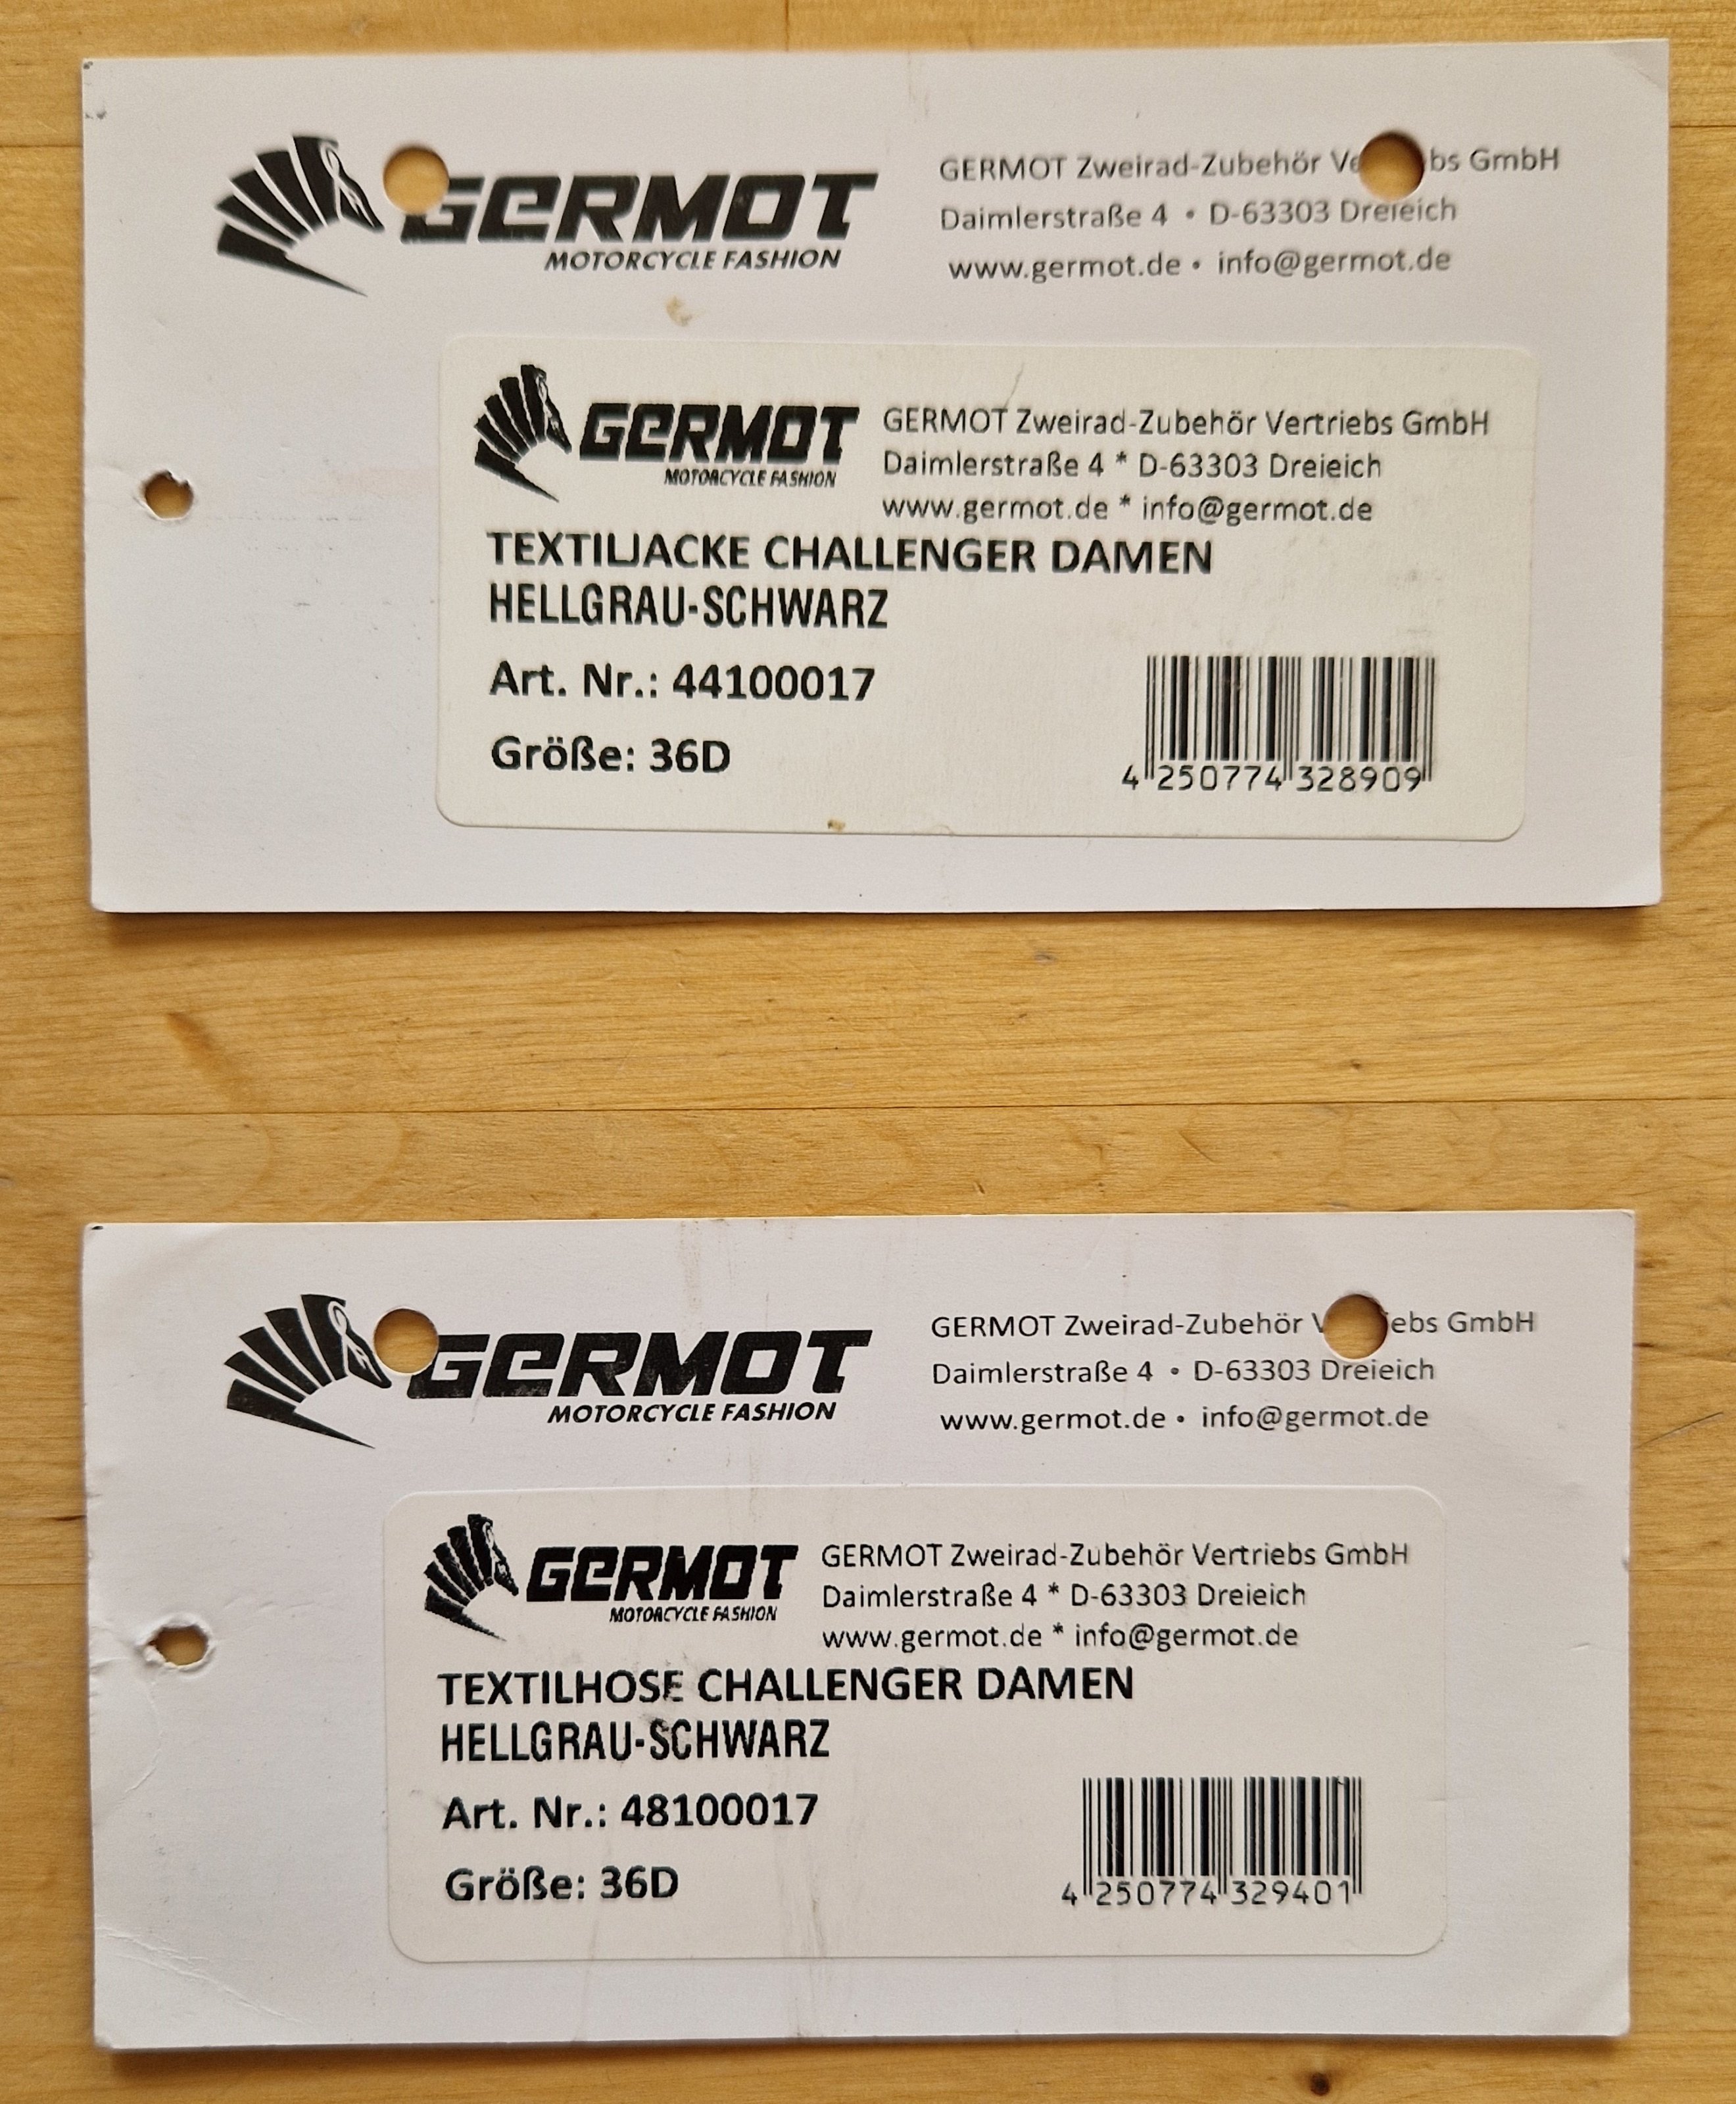 GERMOT
MOTORCYCLE FASHION
GERMOT Zweirad-Zubehör GmbH
Daimlerstraße 4 • D-63303 Dreieich
www.germot.de • info@germot.de
GERMOT
MOTORCYCLE FASHION
GERMOT Zweirad-Zubehör Vertriebs GmbH
Daimlerstraße 4 * D-63303 Dreieich
www.germot.de * info@germot.de
TEXTILJACKE CHALLENGER DAMEN
HELLGRAU-SCHWARZ
Art. Nr.: 44100017
Größe: 36D
4 250774 328909
GERMOT
MOTORCYCLE FASHION
GERMOT Zweirad-Zubehör GmbH
Daimlerstraße 4 • D-63303 Dreieich
www.germot.de • info@germot.de
GERMOT
MOTORCYCLE FASHION
GERMOT Zweirad-Zubehör Vertriebs GmbH
Daimlerstraße 4 * D-63303 Dreieich
www.germot.de * info@germot.de
TEXTILHOSE CHALLENGER DAMEN
HELLGRAU-SCHWARZ
Art. Nr.: 48100017
Größe: 36D
4 250774 329401